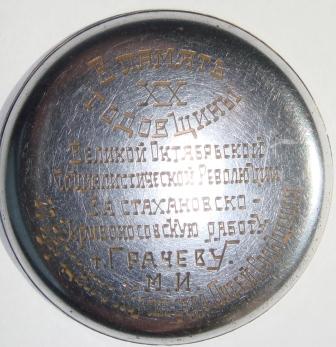 В ПАМЯТЬ
XX
годовщины
Великой Октябрьской
Социалистической Революции
За стахановско-
кривоносовскую работу
т. Грачеву.
М. И.